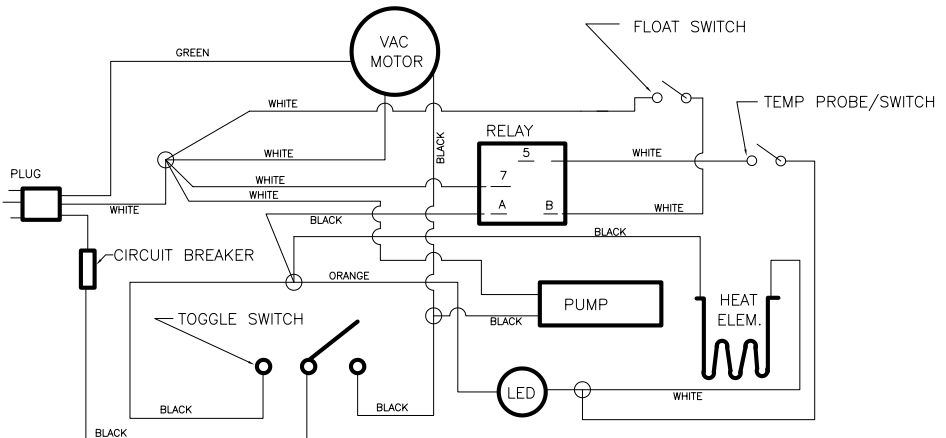 VAC
MOTOR
FLOAT SWITCH
GREEN
WHITE
TEMP PROBE/SWITCH
RELAY
BLACK
5
WHITE
WHITE
PLUG
7
WHITE
WHITE
A
B
WHITE
BLACK
WHITE
BLACK
CIRCUIT BREAKER
ORANGE
PUMP
HEAT
ELEM.
TOGGLE SWITCH
BLACK
LED
WHITE
BLACK
BLACK
BLACK